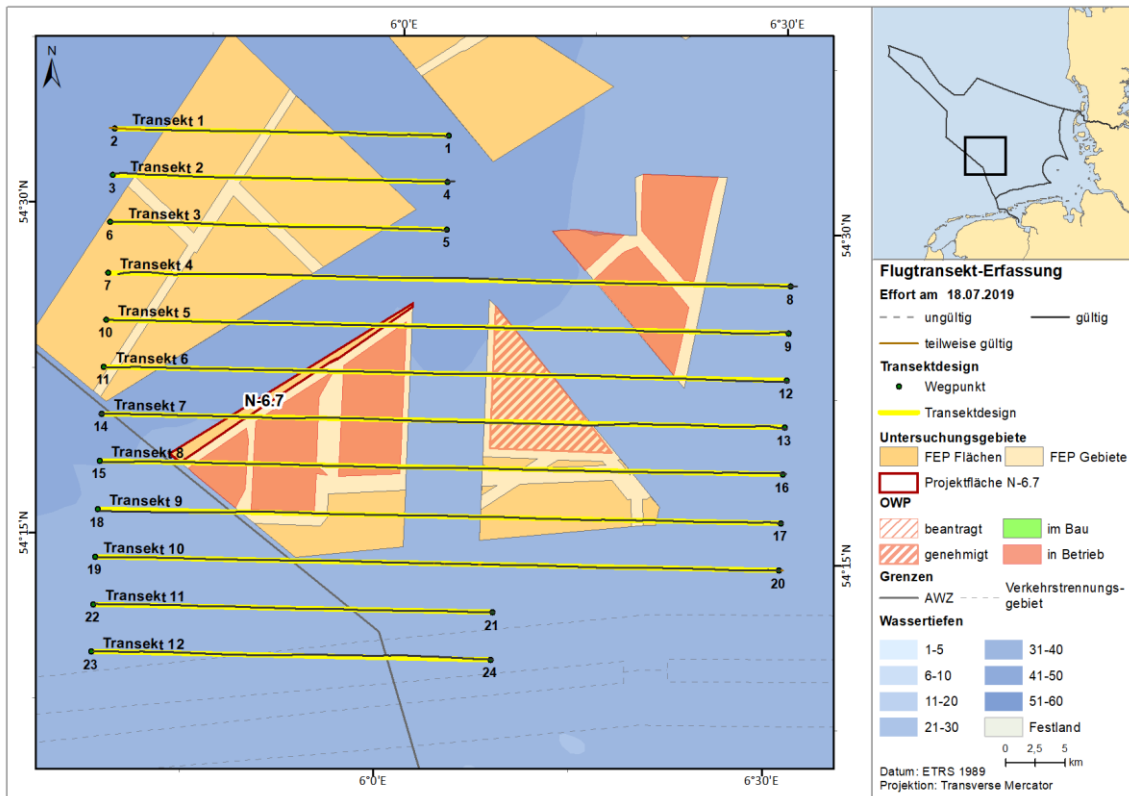 6°0'E
6°30'E
N
54°30'N
54°30'N
54°15'N
54°15'N
Transekt 1
2
1
Transekt 2
3
4
Transekt 3
6
5
Transekt 4
7
8
Transekt 5
10
9
Transekt 6
11
12
N-6.7
Transekt 7
14
13
Transekt 8
15
16
Transekt 9
18
17
Transekt 10
19
20
Transekt 11
22
21
Transekt 12
23
24
6°0'E
6°30'E
Flugtransekt-Erfassung
Effort am 18.07.2019
ungültig
gültig
teilweise gültig
Transektdesign
Wegpunkt
Transektdesign
Untersuchungsgebiete
FEP Flächen
FEP Gebiete
Projektfläche N-6.7
OWP
beantragt
im Bau
genehmigt
in Betrieb
Grenzen
AWZ
Verkehrstrennungs-
gebiet
Wassertiefen
1-5
31-40
6-10
41-50
11-20
51-60
21-30
Festland
0 2,5 5
km
Datum: ETRS 1989
Projektion: Transverse Mercator